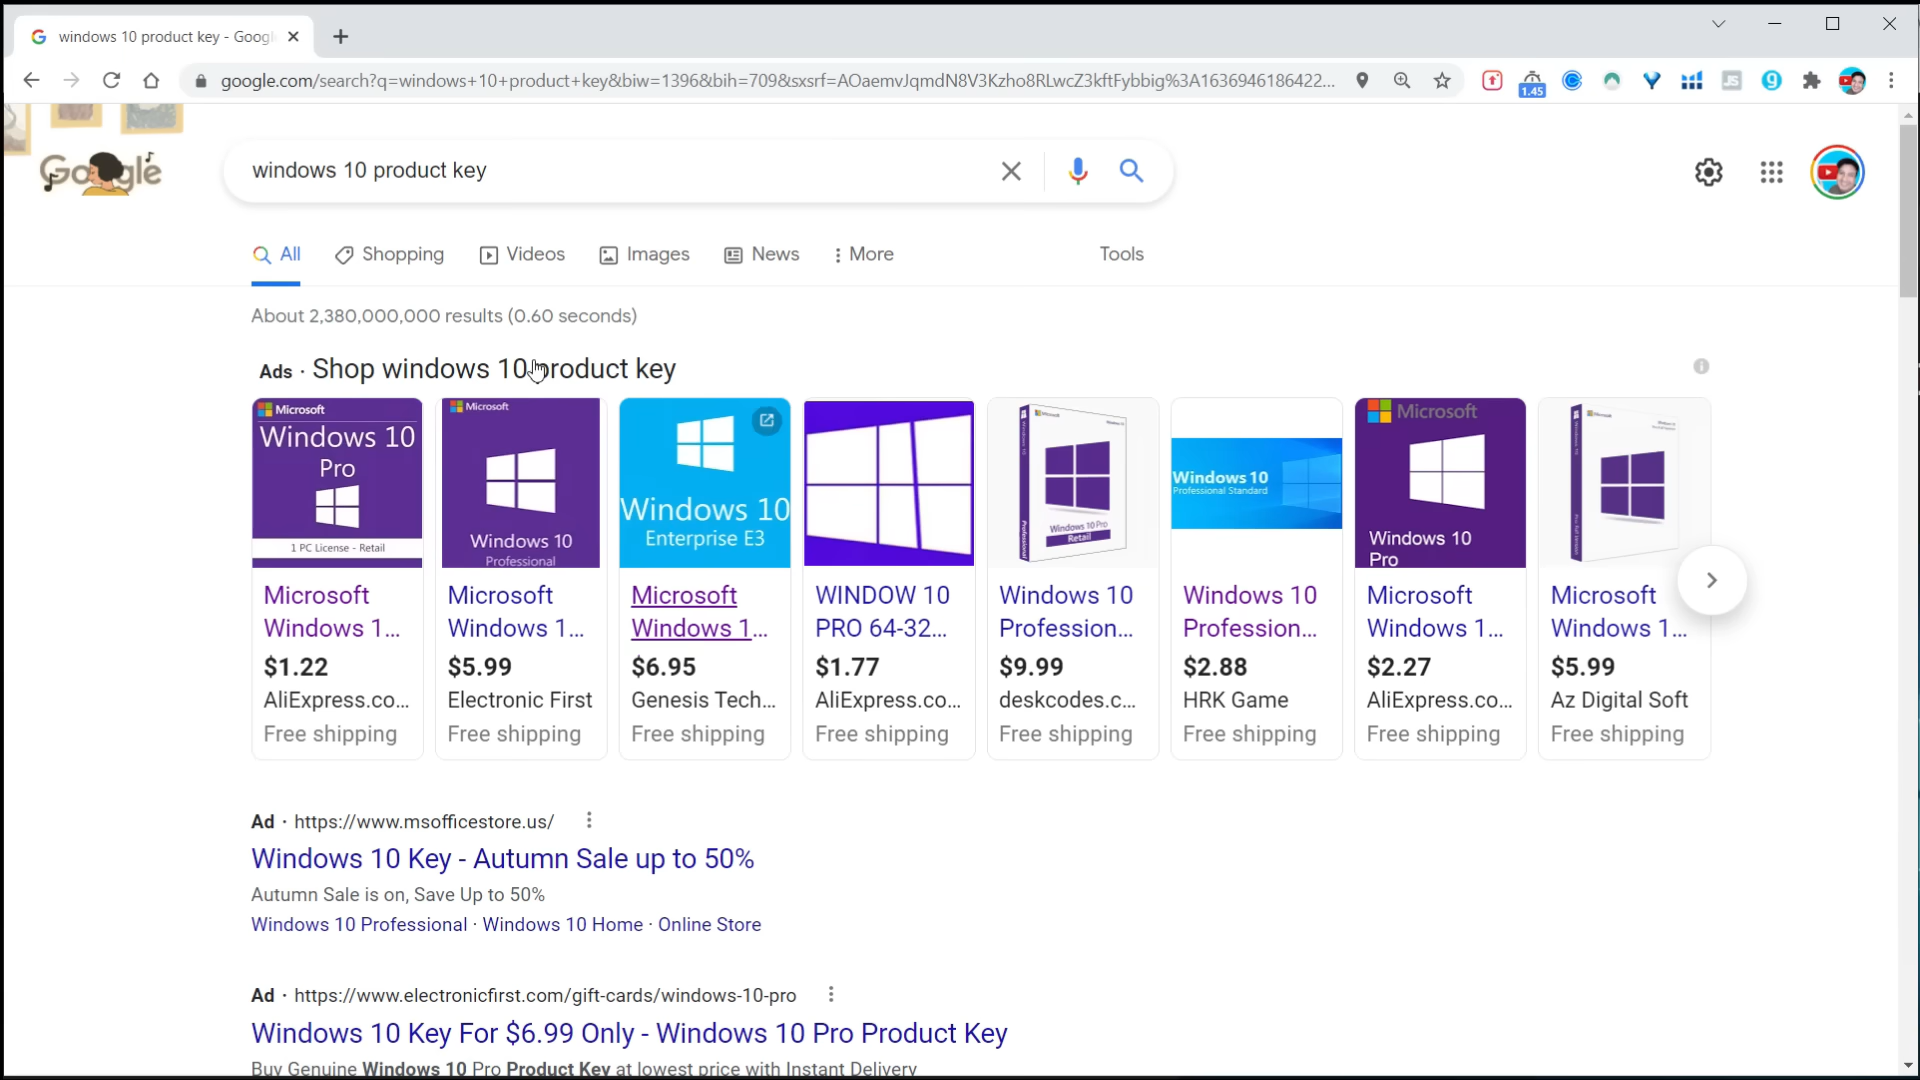 windows 10 product key - Googl
google.com/search?q=windows+10+product+key&biw=1396&bih=709&sxsrf=AOaemvJqmdN8V3Kzho8RLwcZ3kftFybbig%3A1636946186422...
1.45
JS
Google
windows 10 product key
All Shopping Videos Images News More Tools
About 2,380,000,000 results (0.60 seconds)
Ads · Shop windows 10 product key
Microsoft
Windows 10
Pro
1 PC License - Retail
Microsoft
Windows 1...
$1.22
AliExpress.co...
Free shipping
Microsoft
Windows 10
Professional
Microsoft
Windows 1...
$5.99
Electronic First
Free shipping
Windows 10
Enterprise E3
Microsoft
Windows 1...
$6.95
Genesis Tech...
Free shipping
WINDOW 10
PRO 64-32...
$1.77
AliExpress.co...
Free shipping
Windows 10 Pro
Retail
Windows 10
Profession...
$9.99
deskcodes.c...
Free shipping
Windows 10
Professional Standard
Windows 10
Profession...
$2.88
HRK Game
Free shipping
Microsoft
Windows 10
Pro
Microsoft
Windows 1...
$2.27
AliExpress.co...
Free shipping
Microsoft
Windows 1...
$5.99
Az Digital Soft
Free shipping
Ad · https://www.msofficestore.us/
Windows 10 Key - Autumn Sale up to 50%
Autumn Sale is on, Save Up to 50%
Windows 10 Professional · Windows 10 Home · Online Store
Ad · https://www.electronicfirst.com/gift-cards/windows-10-pro
Windows 10 Key For $6.99 Only - Windows 10 Pro Product Key
Buy Genuine Windows 10 Pro Product Key at lowest price with Instant Delivery